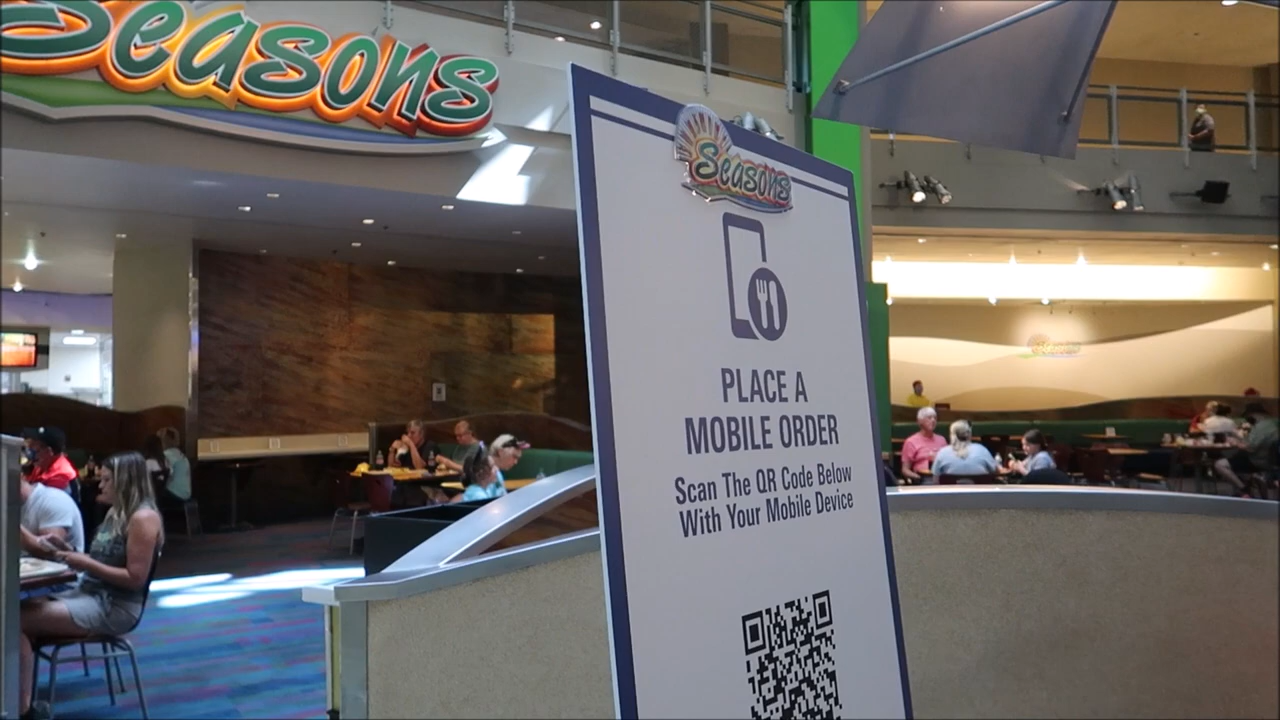 Seasons
Seasons
PLACE A
MOBILE ORDER
Scan The QR Code Below
With Your Mobile Device